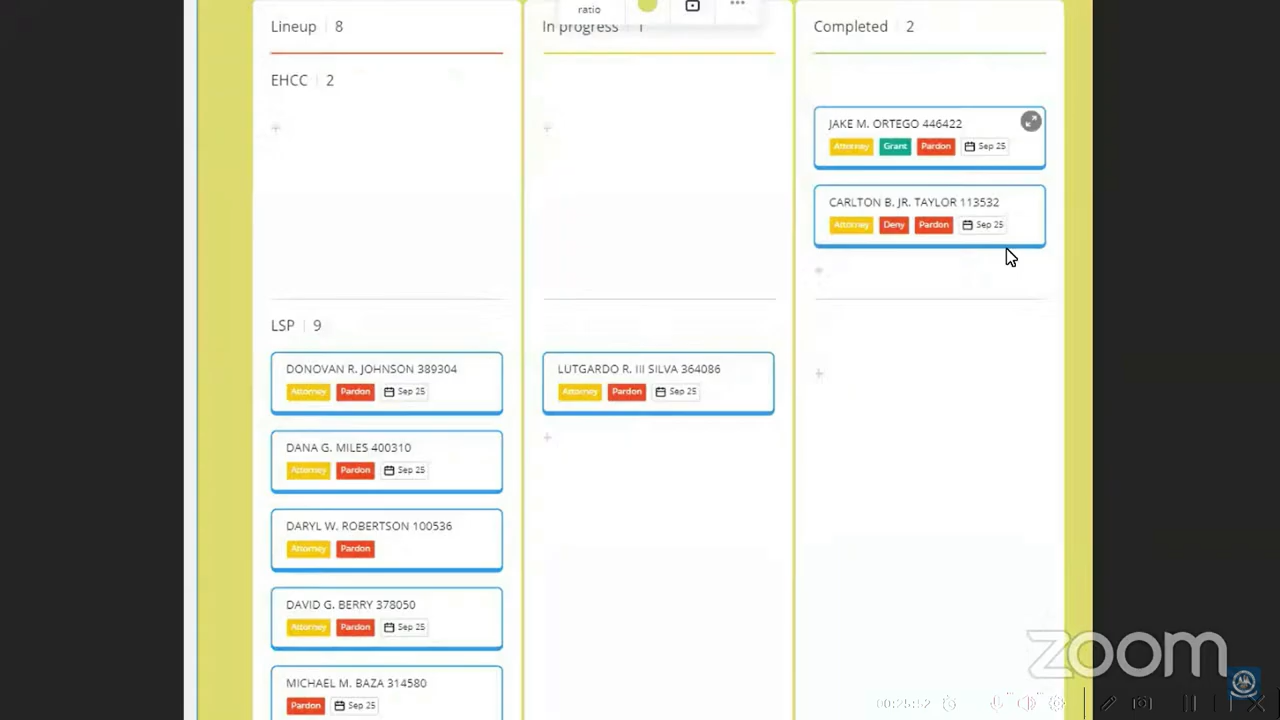 ratio
Lineup 8
In progress 1
Completed 2
EHCC 2
JAKE M. ORTEGO 446422
Attorney Grant Pardon Sep 25
CARLTON B. JR. TAYLOR 113532
Attorney Deny Pardon Sep 25
LSP 9
DONOVAN R. JOHNSON 389304
Attorney Pardon Sep 25
LUTGARDO R. III SILVA 364086
Attorney Pardon Sep 25
DANA G. MILES 400310
Attorney Pardon Sep 25
DARYL W. ROBERTSON 100536
Attorney Pardon
DAVID G. BERRY 378050
Attorney Pardon Sep 25
MICHAEL M. BAZA 314580
Pardon Sep 25
zoom
00:25:52